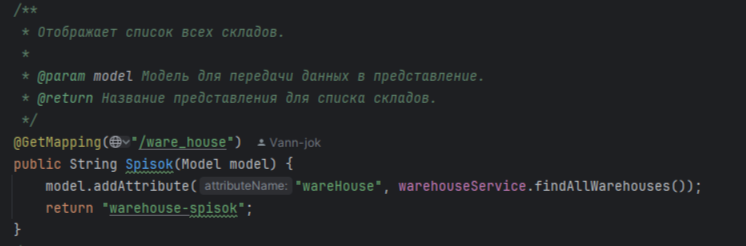 /**
 * Отображает список всех складов.
 *
 * @param model Модель для передачи данных в представление.
 * @return Название представления для списка складов.
 */
@GetMapping("/ware_house") Vann-jok
public String Spisok(Model model) {
    model.addAttribute( attributeName: "wareHouse", warehouseService.findAllWarehouses());
    return "warehouse-spisok";
}